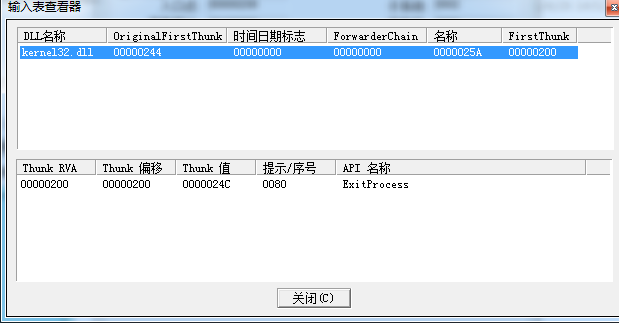 输入表查看器
DLL名称 OriginalFirstThunk 时间日期标志 ForwarderChain 名称 FirstThunk
kernel32.dll 00000244 00000000 00000000 0000025A 00000200
Thunk RVA Thunk 偏移 Thunk 值 提示/序号 API 名称
00000200 00000200 0000024C 0080 ExitProcess
关闭(C)